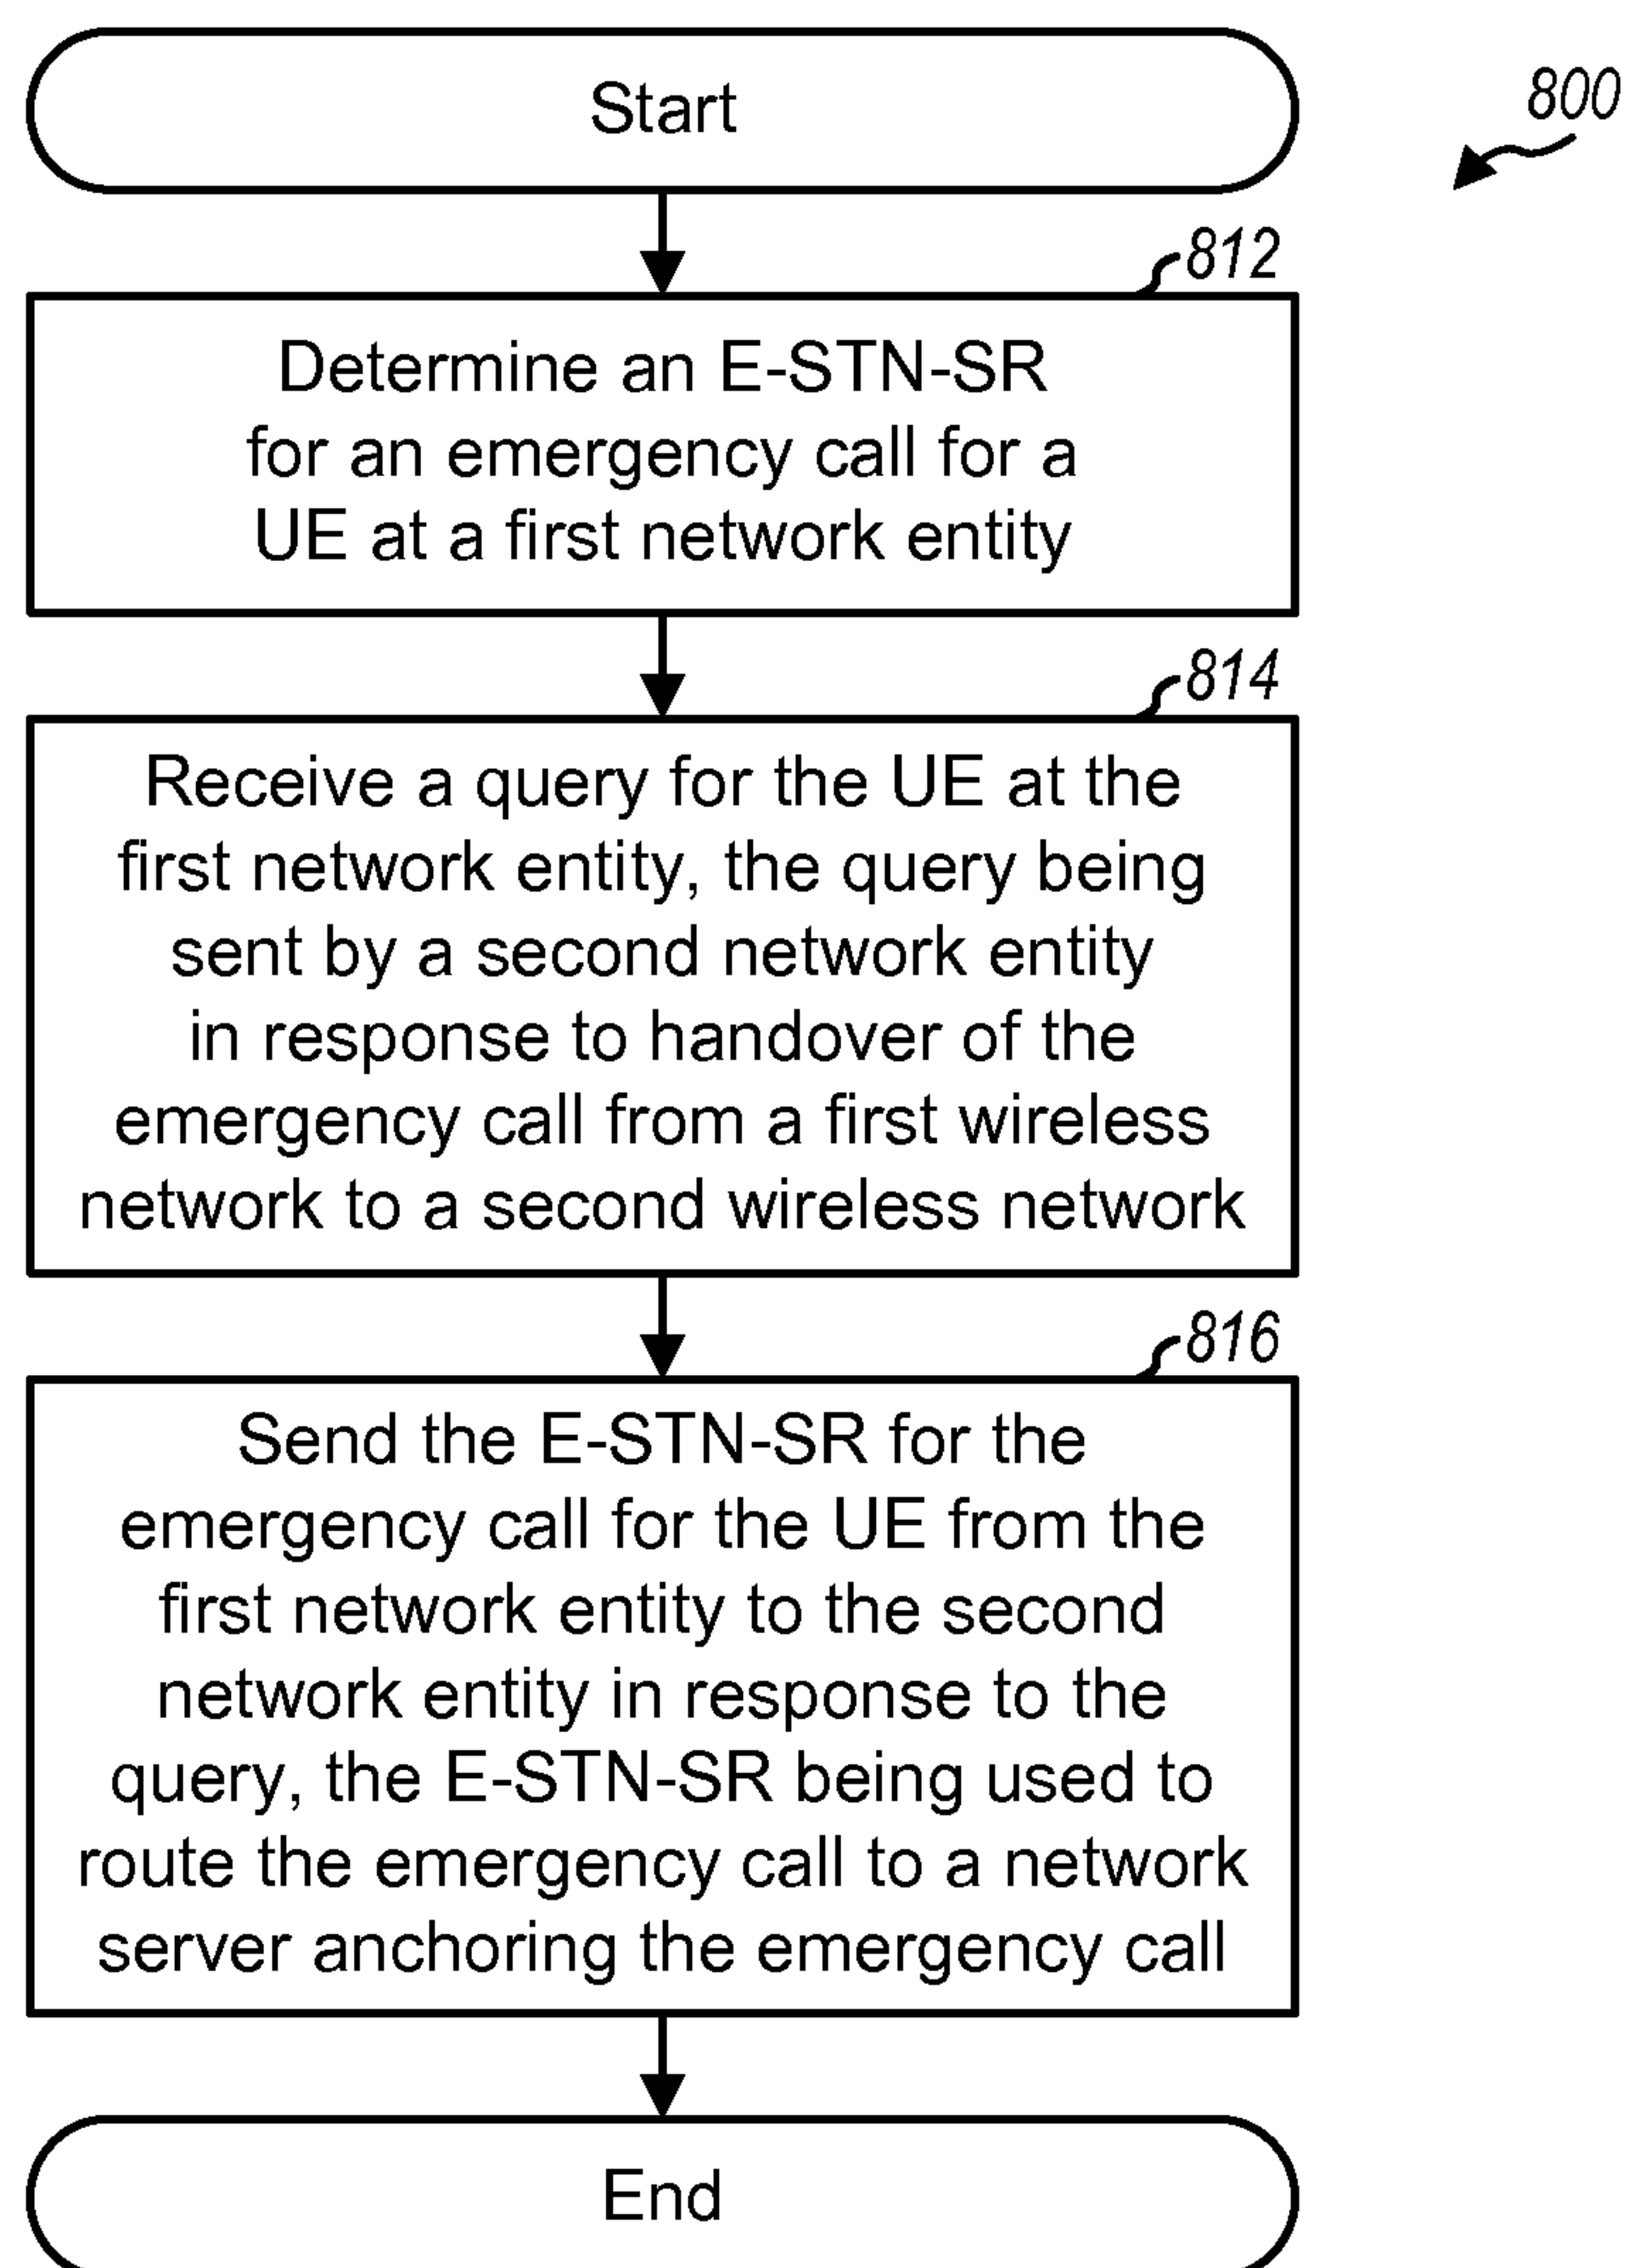 Start
800
812
Determine an E-STN-SR
for an emergency call for a
UE at a first network entity
814
Receive a query for the UE at the
first network entity, the query being
sent by a second network entity
in response to handover of the
emergency call from a first wireless
network to a second wireless network
816
Send the E-STN-SR for the
emergency call for the UE from the
first network entity to the second
network entity in response to the
query, the E-STN-SR being used to
route the emergency call to a network
server anchoring the emergency call
End